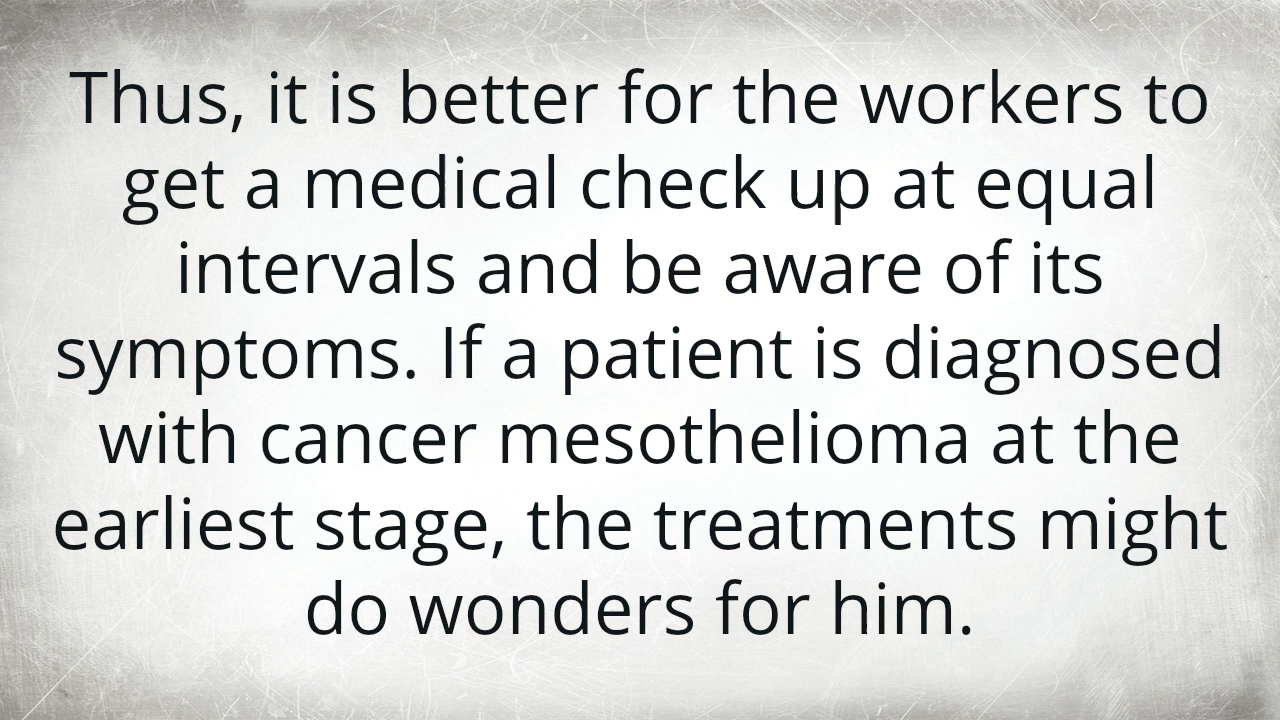 Thus, it is better for the workers to
get a medical check up at equal
intervals and be aware of its
symptoms. If a patient is diagnosed
with cancer mesothelioma at the
earliest stage, the treatments might
do wonders for him.